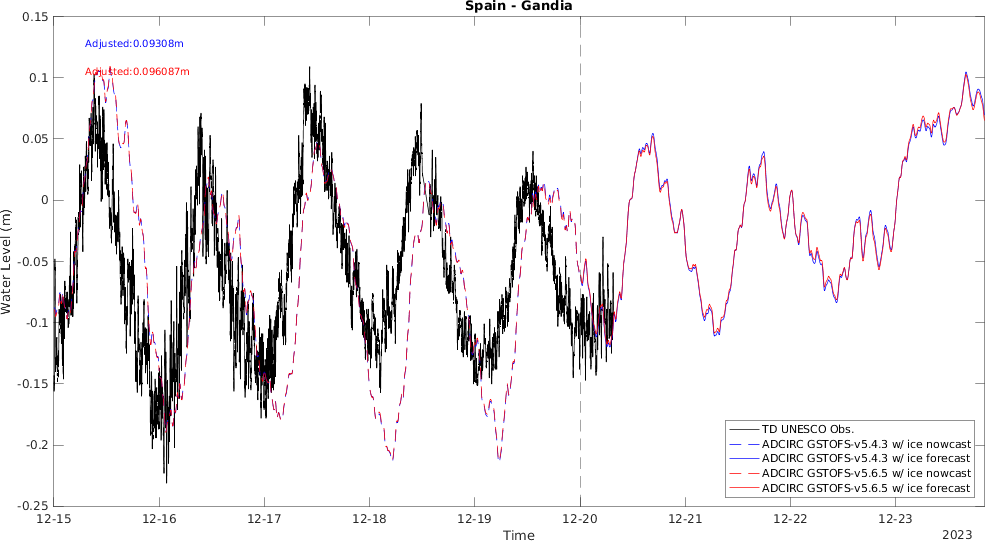 Spain - Gandia
Adjusted:0.09308m
Adjusted:0.096087m
Water Level (m)
0.15
0.1
0.05
0
-0.05
-0.1
-0.15
-0.2
-0.25
TD UNESCO Obs.
ADCIRC GSTOFS-v5.4.3 w/ ice nowcast
ADCIRC GSTOFS-v5.4.3 w/ ice forecast
ADCIRC GSTOFS-v5.6.5 w/ ice nowcast
ADCIRC GSTOFS-v5.6.5 w/ ice forecast
12-15 12-16 12-17 12-18 12-19 12-20 12-21 12-22 12-23
Time
2023